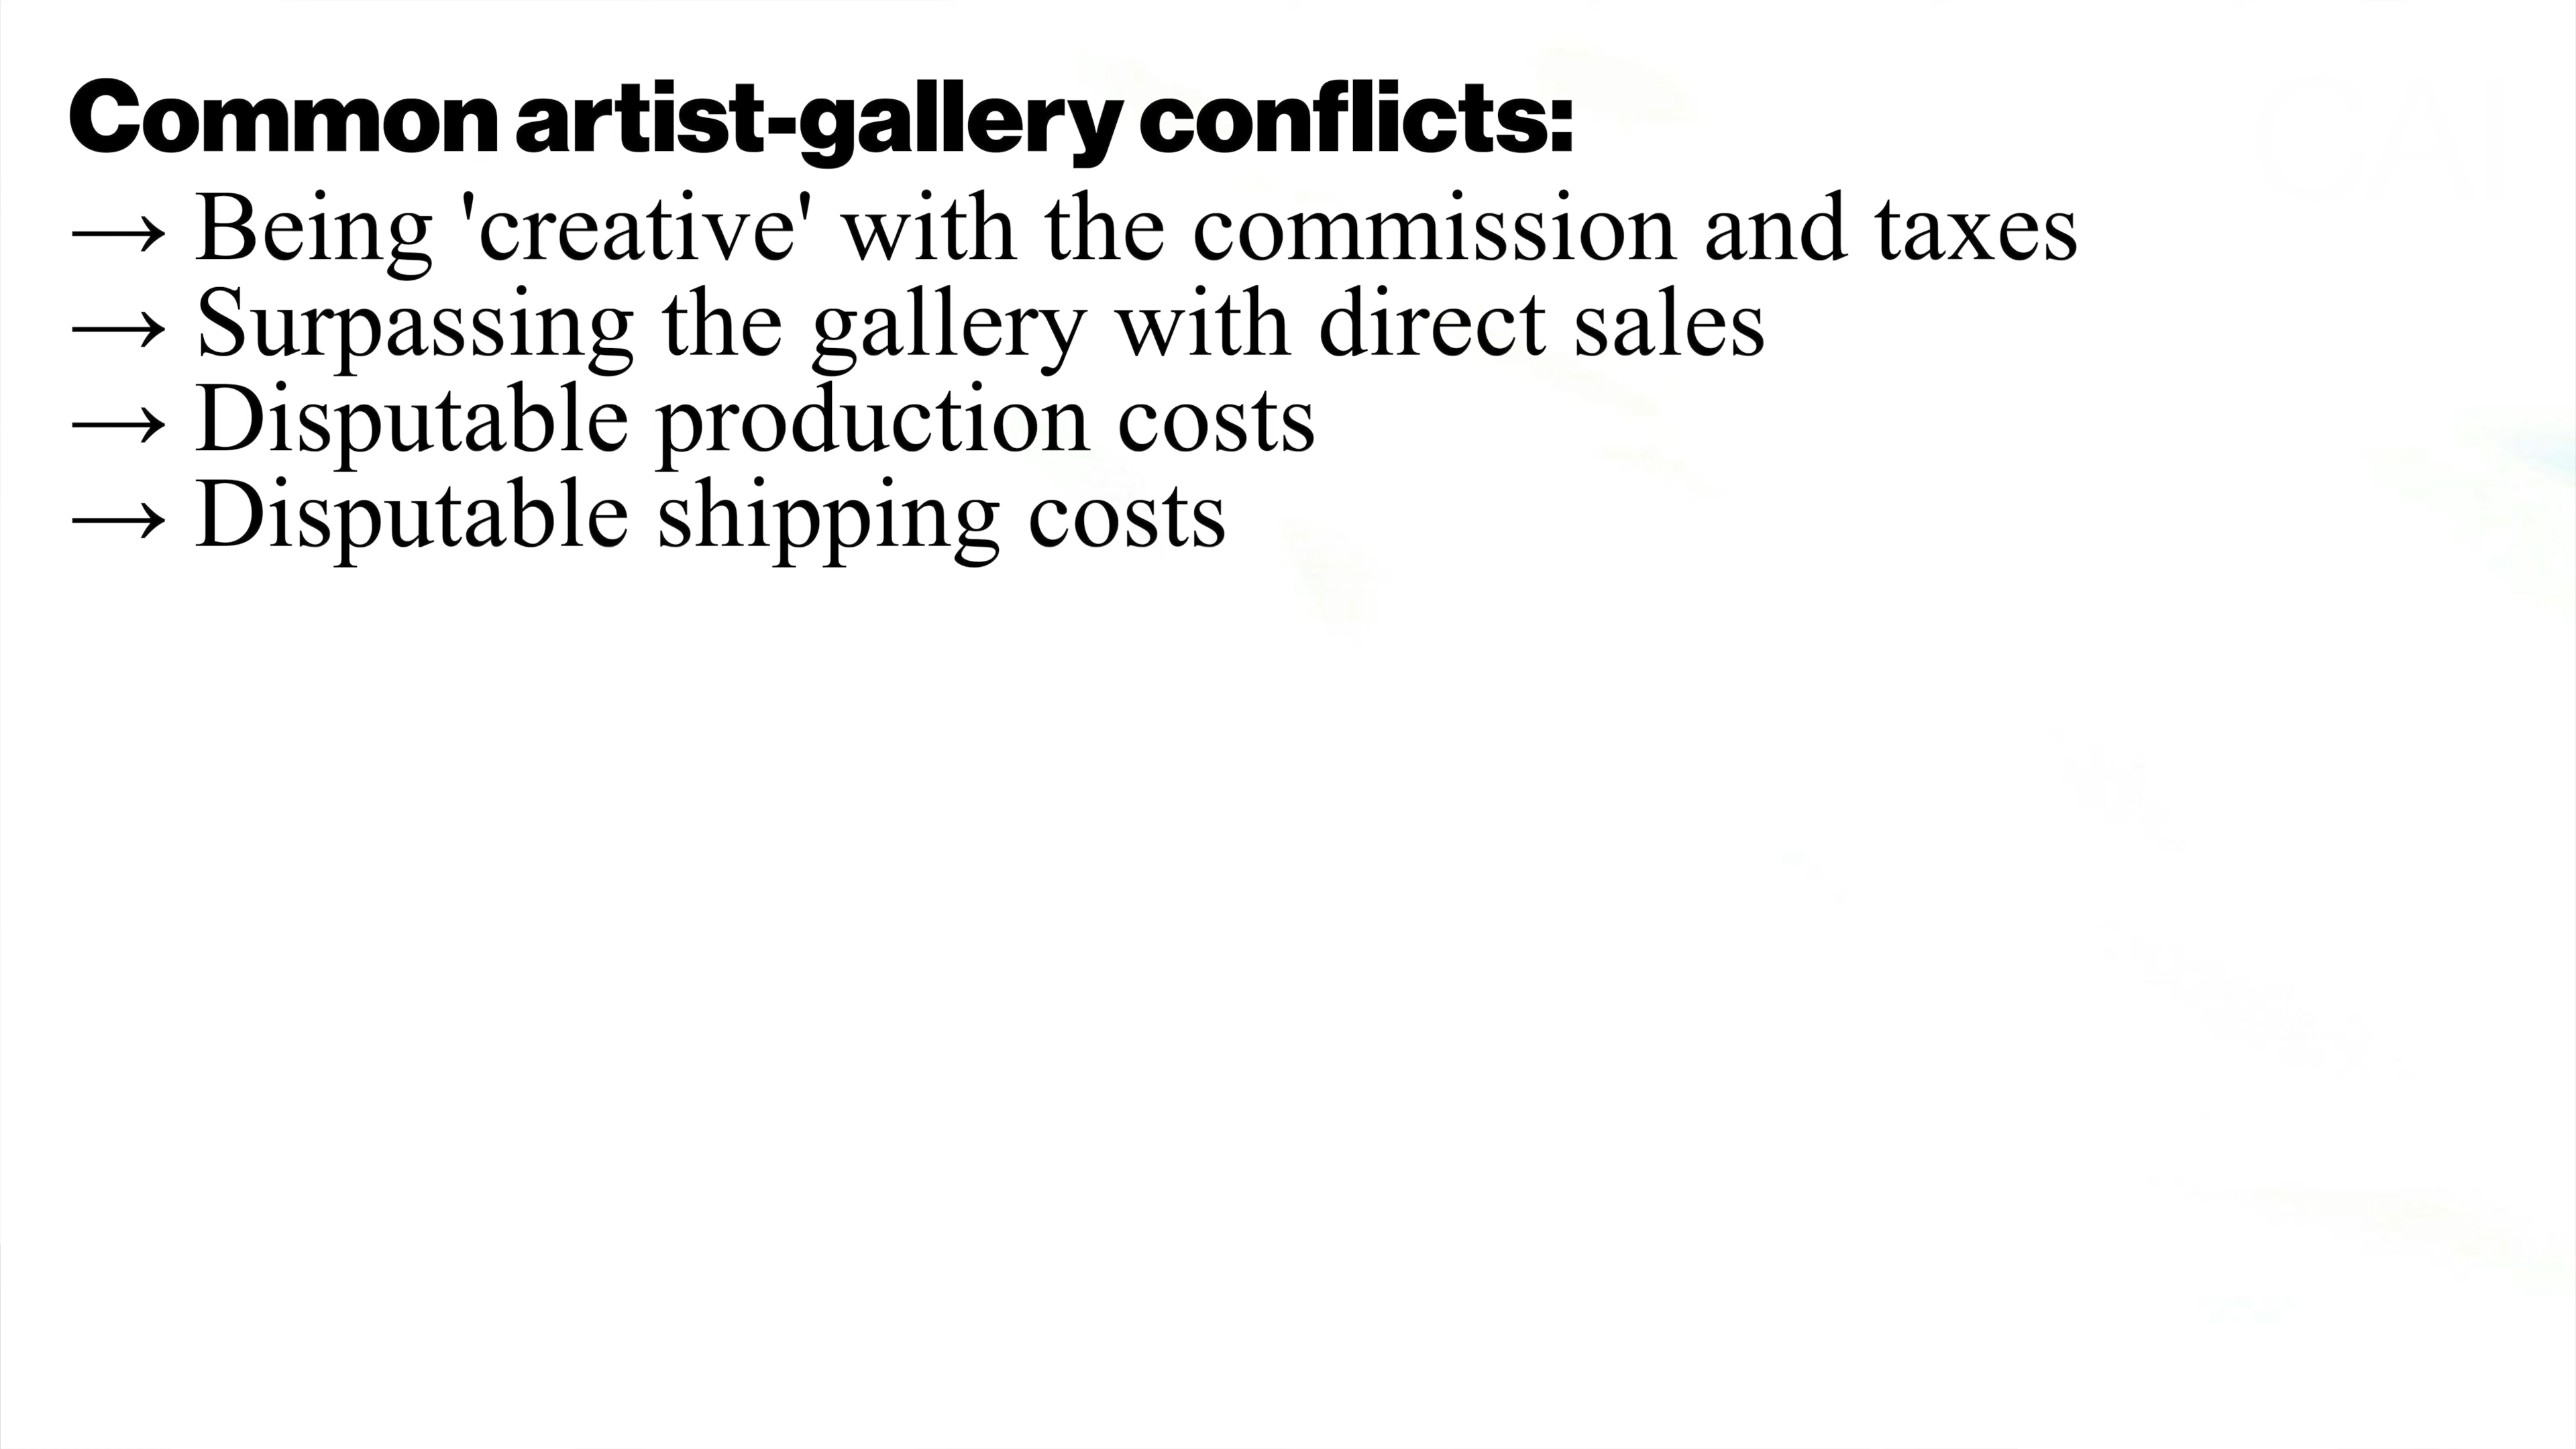 Common artist-gallery conflicts:
→ Being 'creative' with the commission and taxes
→ Surpassing the gallery with direct sales
→ Disputable production costs
→ Disputable shipping costs